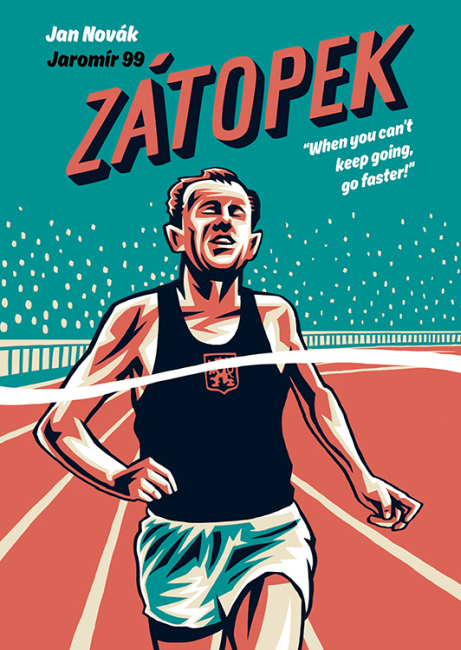 Jan Novák
Jaromír 99
ZÁTOPEK
“When you can't
keep going,
go faster!”